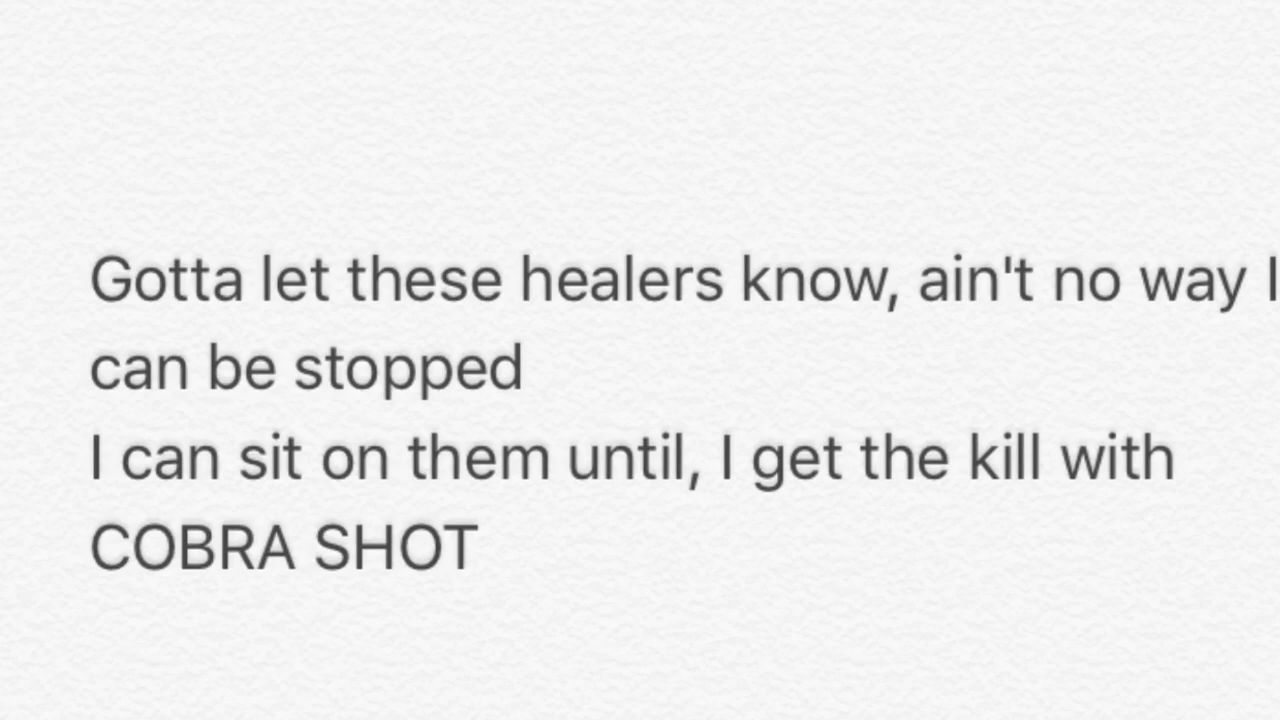 Gotta let these healers know, ain't no way I
can be stopped
I can sit on them until, I get the kill with
COBRA SHOT